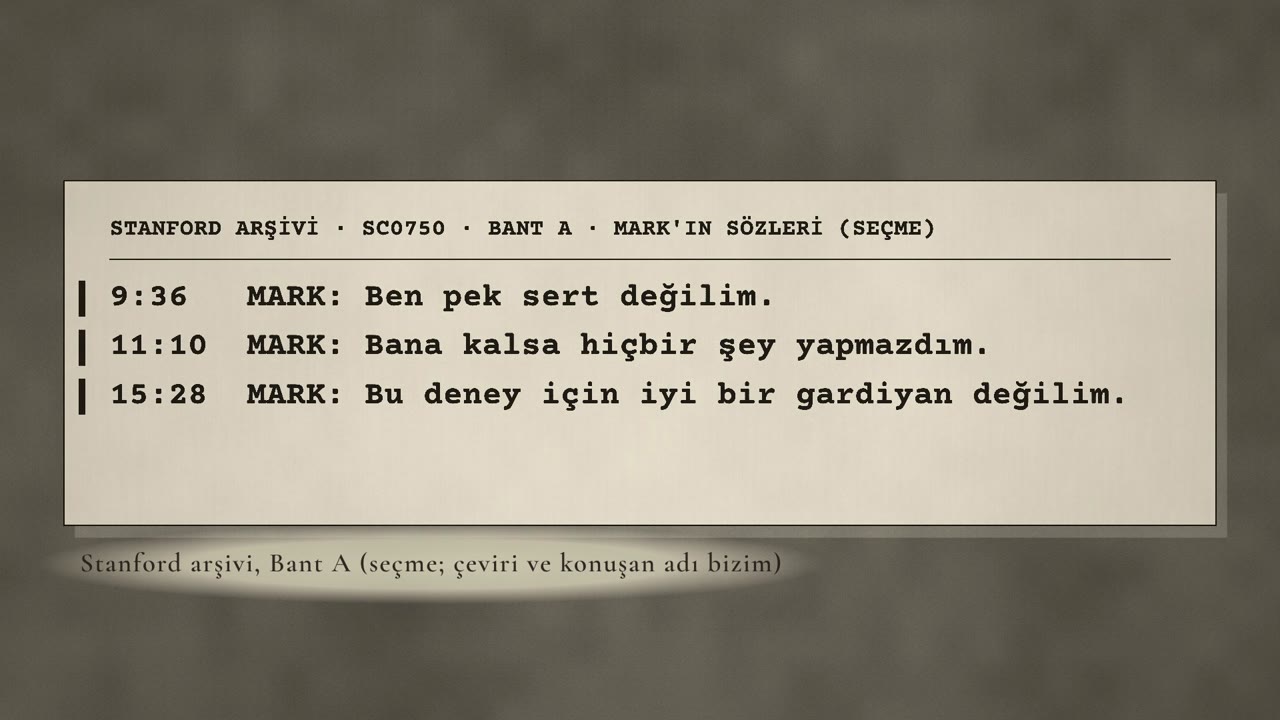 STANFORD ARŞİVİ · SC0750 · BANT A · MARK'IN SÖZLERİ (SEÇME)
9:36 MARK: Ben pek sert değilim.
11:10 MARK: Bana kalsa hiçbir şey yapmazdım.
15:28 MARK: Bu deney için iyi bir gardiyan değilim.
Stanford arşivi, Bant A (seçme; çeviri ve konuşan adı bizim)